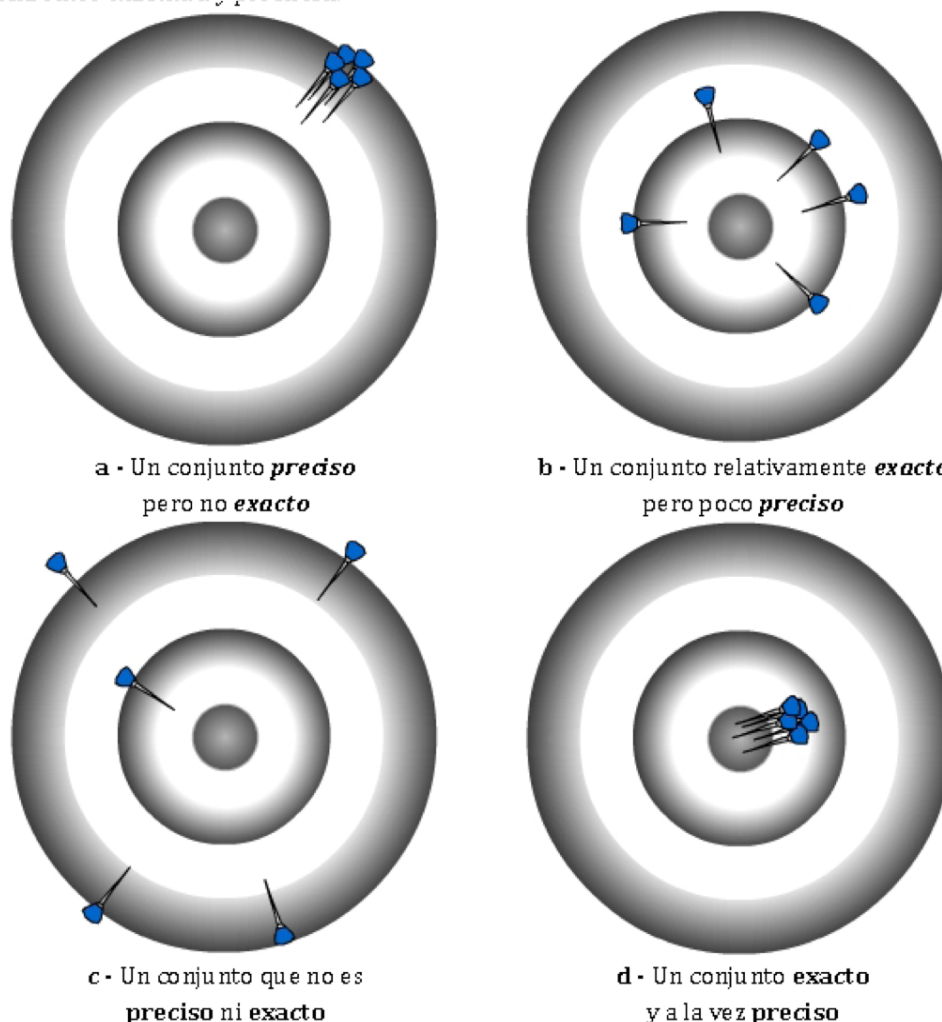 a - Un conjunto preciso
pero no exacto
b - Un conjunto relativamente exacto
pero poco preciso
c - Un conjunto que no es
preciso ni exacto
d - Un conjunto exacto
y a la vez preciso